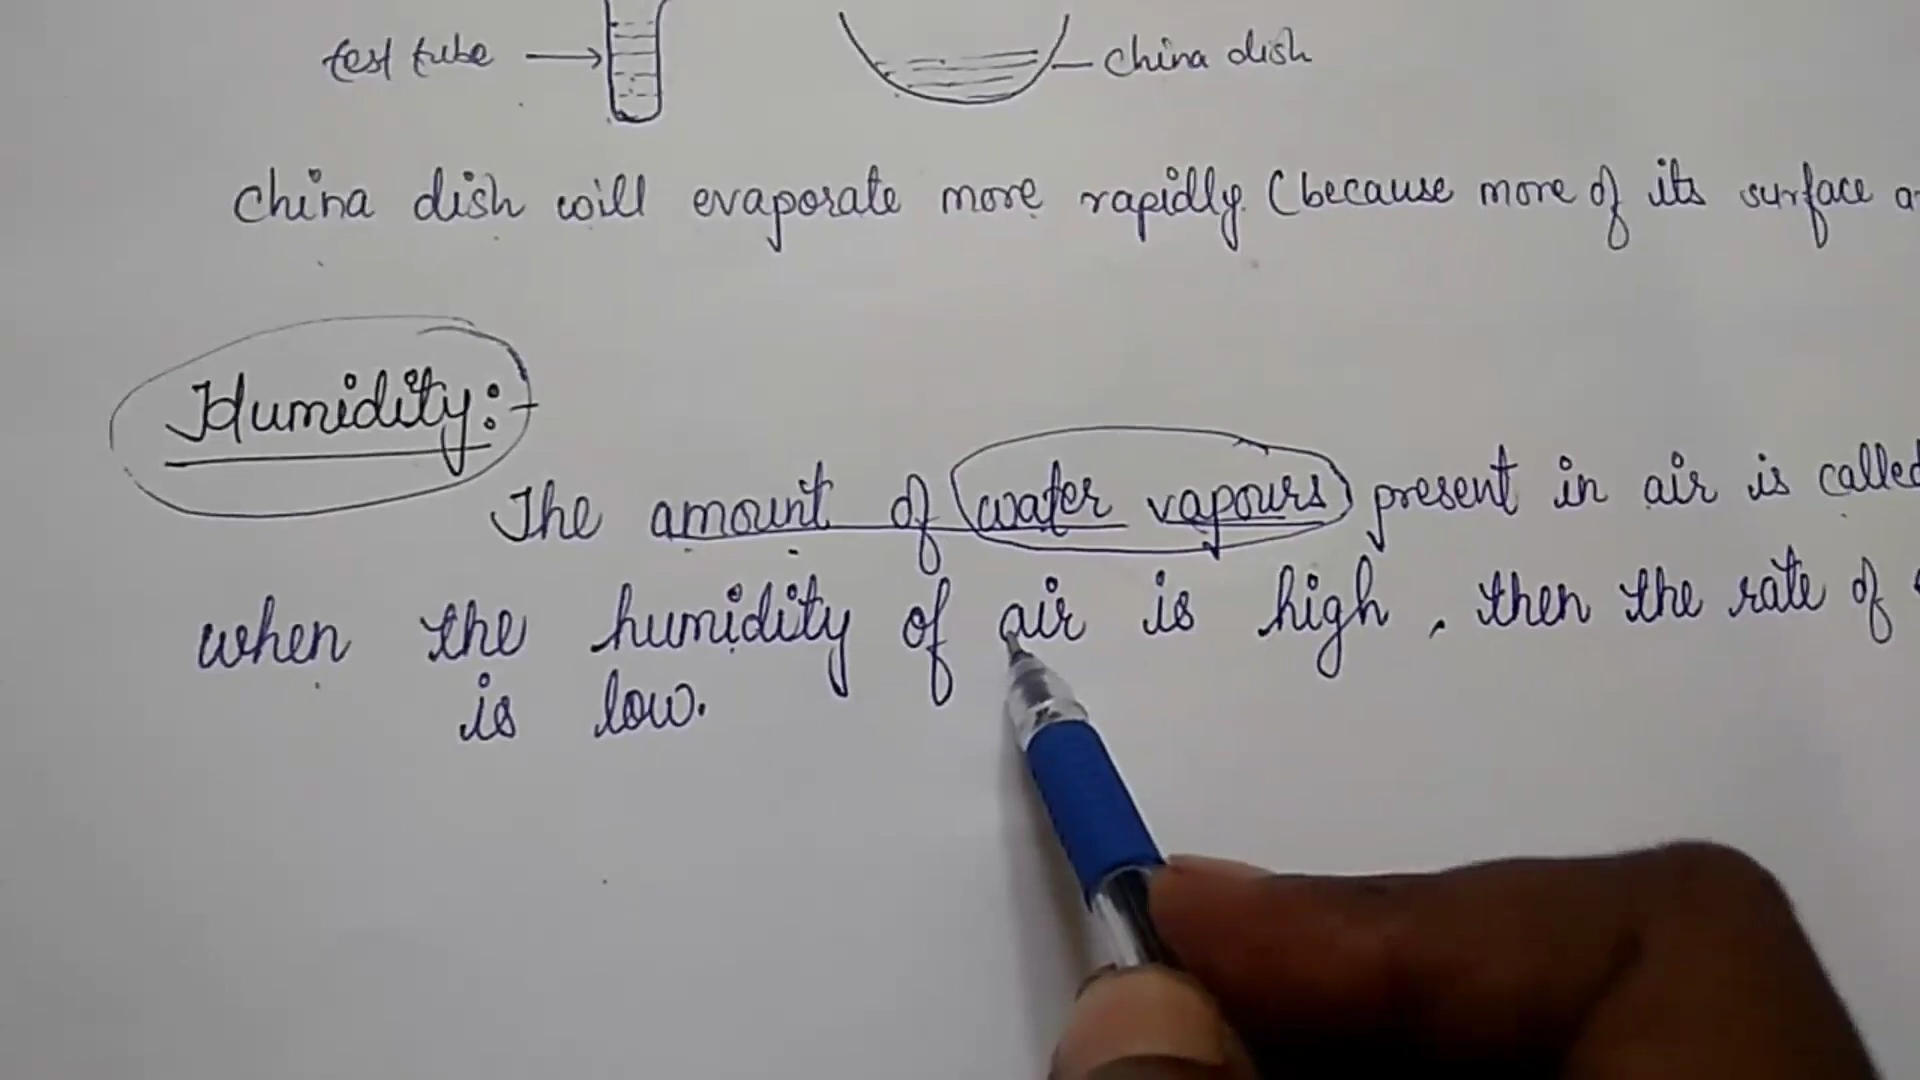 test tube
china dish
china dish will evaporate more rapidly (because more of its surface
Humidity:-
The amount of water vapours present in air is called
when the humidity of air is high, then the rate of
is low.